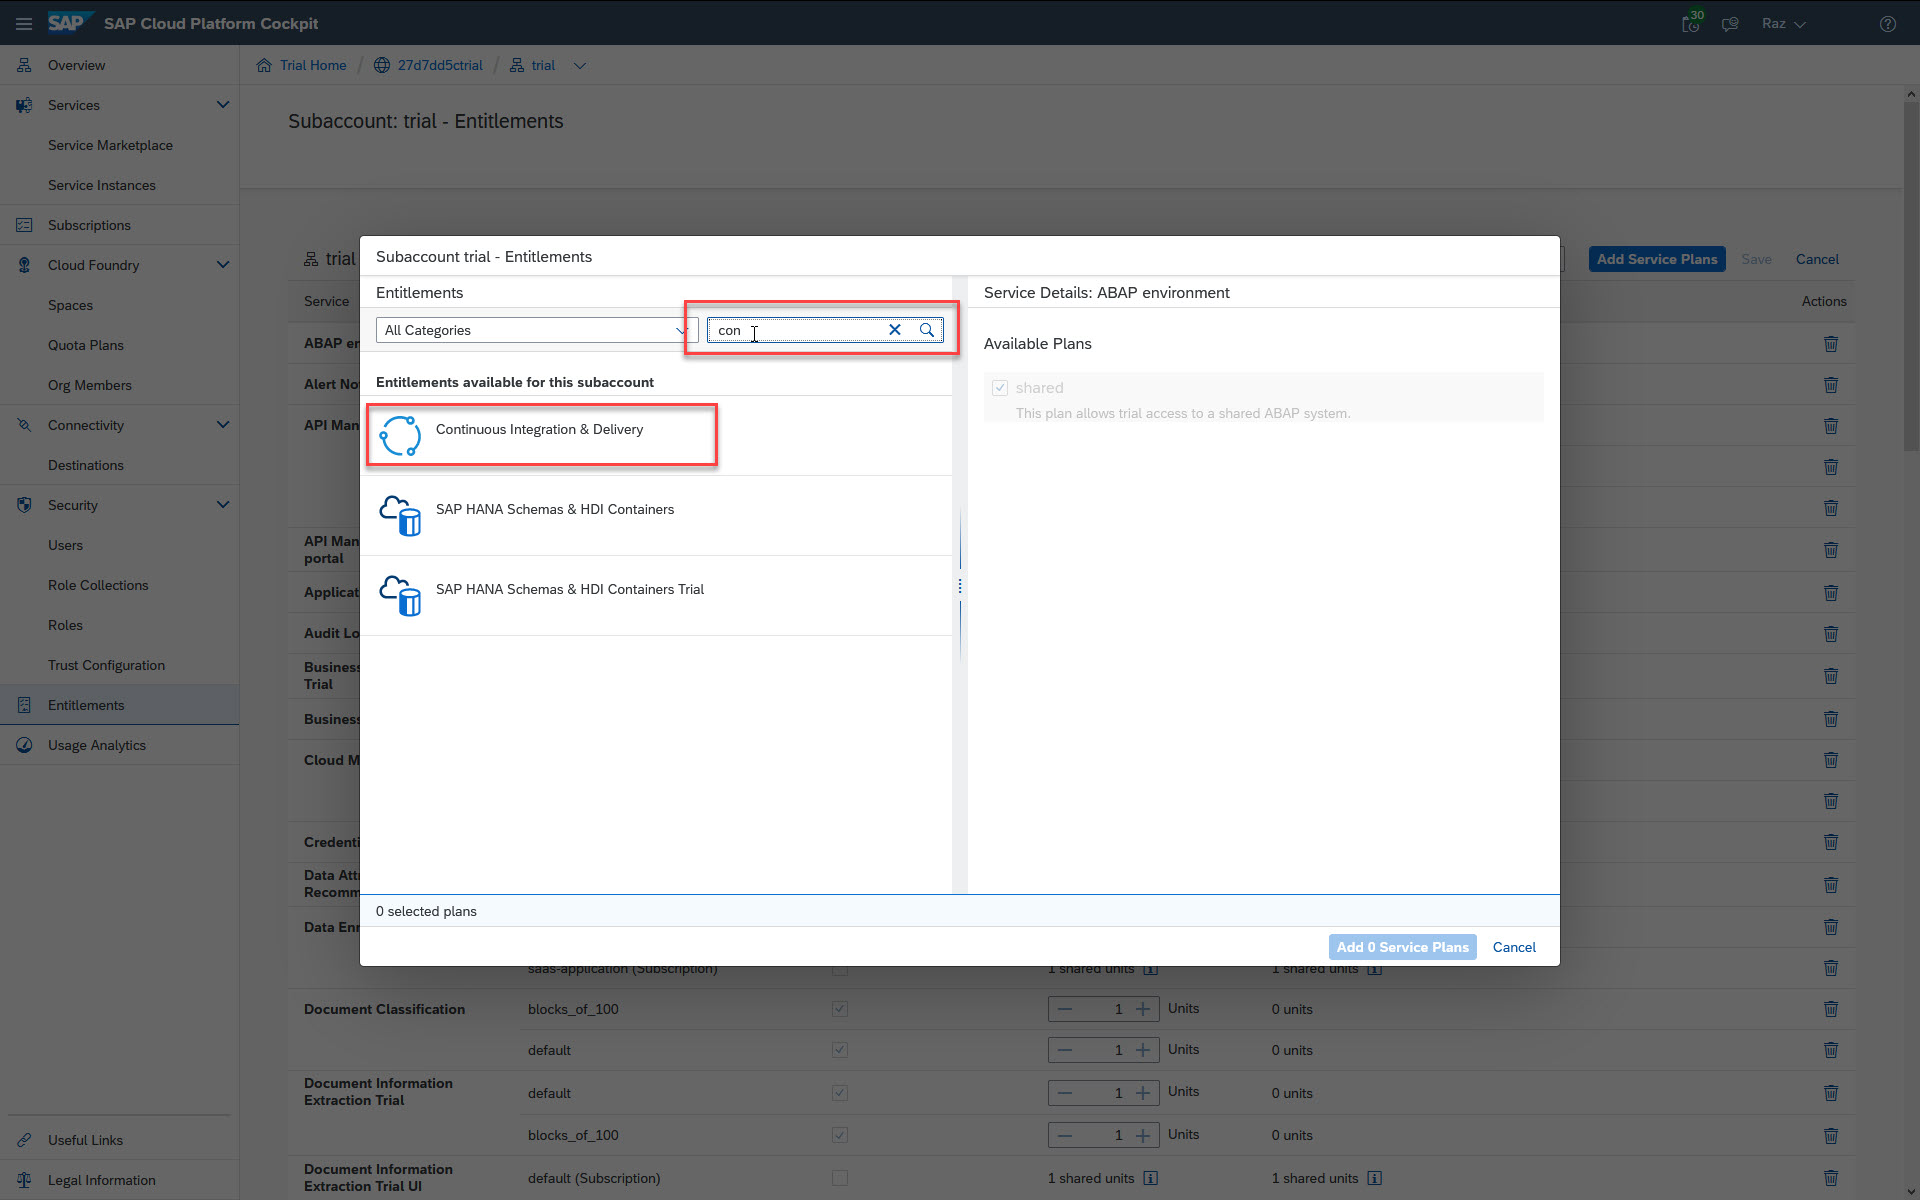 SAP SAP Cloud Platform Cockpit
30
Raz
Overview
Services
Service Marketplace
Service Instances
Subscriptions
Cloud Foundry
Spaces
Quota Plans
Org Members
Connectivity
Destinations
Security
Users
Role Collections
Roles
Trust Configuration
Entitlements
Usage Analytics
Useful Links
Legal Information
Trial Home / 27d7dd5ctrial / trial
Subaccount: trial - Entitlements
trial
Add Service Plans Save Cancel
Service Actions
ABAP en
Alert No
API Man
API Man
portal
Applicat
Audit Lo
Business
Trial
Business
Cloud M
Credenti
Data Att
Recomm
Data Enr
Subaccount trial - Entitlements
Entitlements
All Categories
con
Entitlements available for this subaccount
Continuous Integration & Delivery
SAP HANA Schemas & HDI Containers
SAP HANA Schemas & HDI Containers Trial
Service Details: ABAP environment
Available Plans
shared
This plan allows trial access to a shared ABAP system.
0 selected plans
Add 0 Service Plans Cancel
saas-application (Subscription) 1 shared units 1 shared units
Document Classification blocks_of_100 1 Units 0 units
default 1 Units 0 units
Document Information
Extraction Trial default 1 Units 0 units
blocks_of_100 1 Units 0 units
Document Information
Extraction Trial UI default (Subscription) 1 shared units 1 shared units